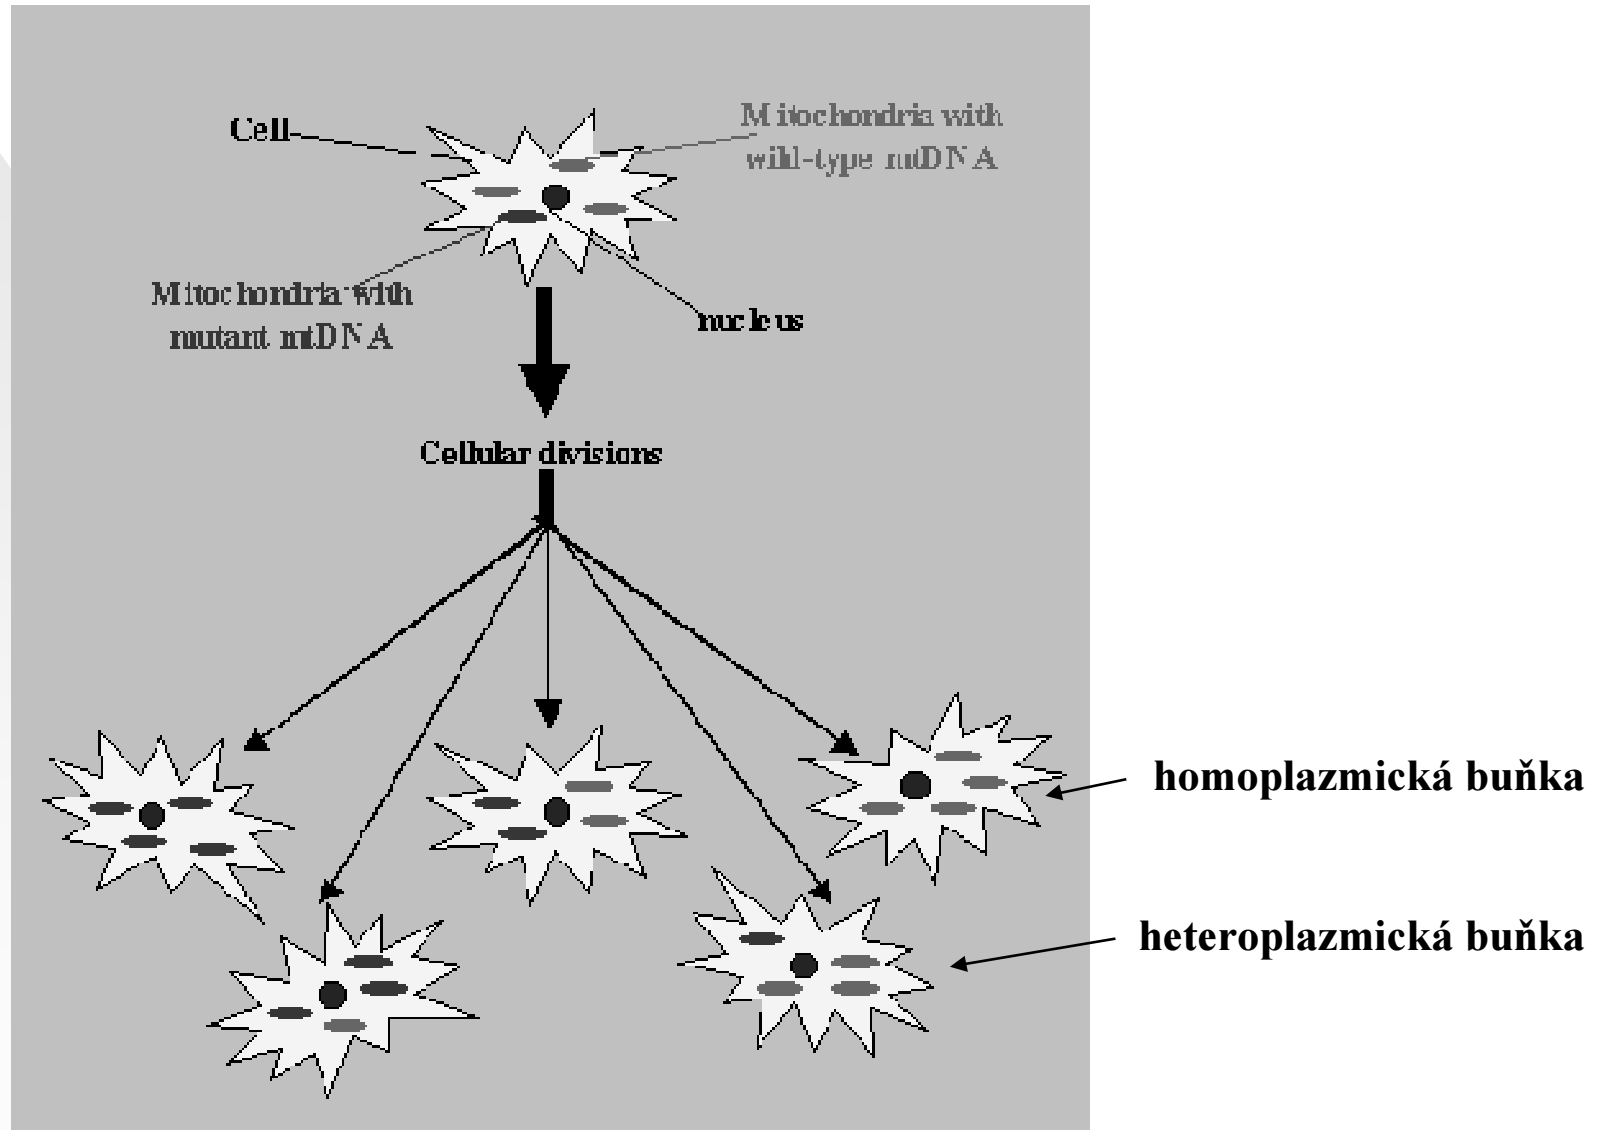 Cell
Mitochondria with
wild-type mtDNA
Mitochondria with
mutant mtDNA
nucleus
Cellular divisions
homoplazmická buňka
heteroplazmická buňka